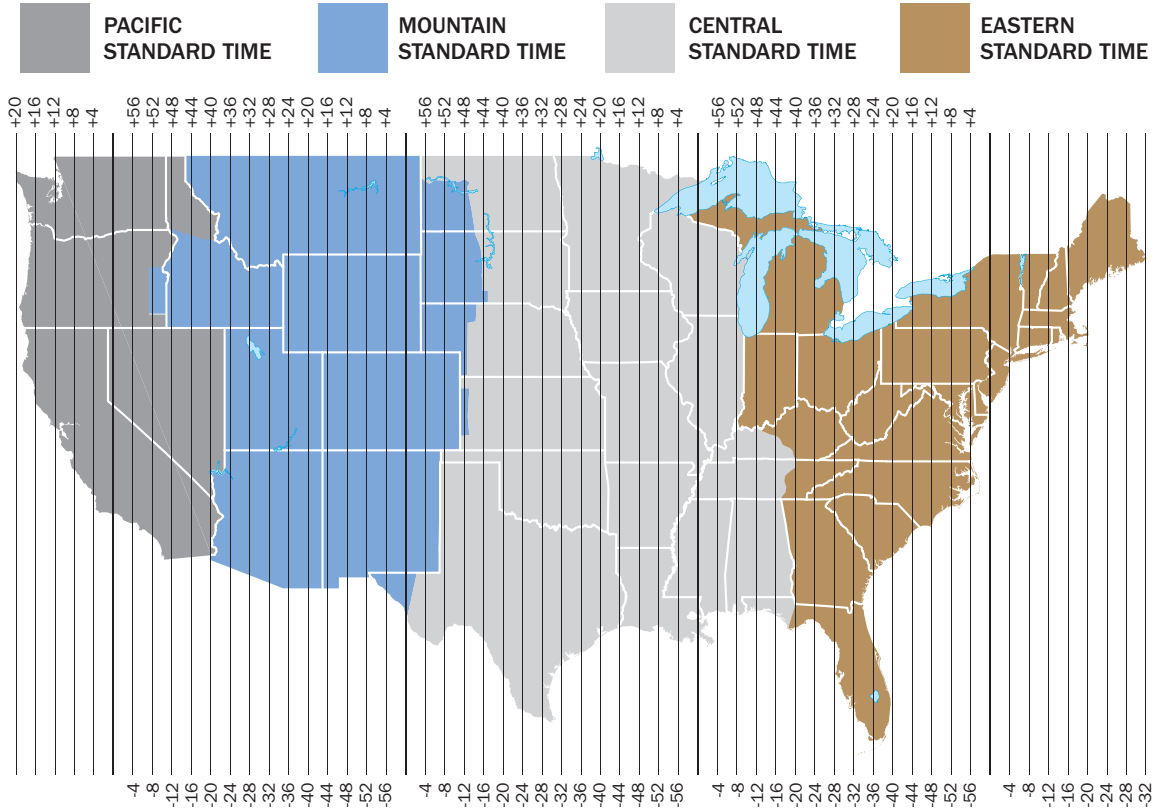 PACIFIC
STANDARD TIME
MOUNTAIN
STANDARD TIME
CENTRAL
STANDARD TIME
EASTERN
STANDARD TIME
+20 +16 +12 +8 +4 +56 +52 +48 +44 +40 +36 +32 +28 +24 +20 +16 +12 +8 +4 +56 +52 +48 +44 +40 +36 +32 +28 +24 +20 +16 +12 +8 +4 +56 +52 +48 +44 +40 +36 +32 +28 +24 +20 +16 +12 +8 +4
-4 -8 -12 -16 -20 -24 -28 -32 -36 -40 -44 -48 -52 -56 -4 -8 -12 -16 -20 -24 -28 -32 -36 -40 -44 -48 -52 -56 -4 -8 -12 -16 -20 -24 -28 -32 -36 -40 -44 -48 -52 -56 -4 -8 -12 -16 -20 -24 -28 -32